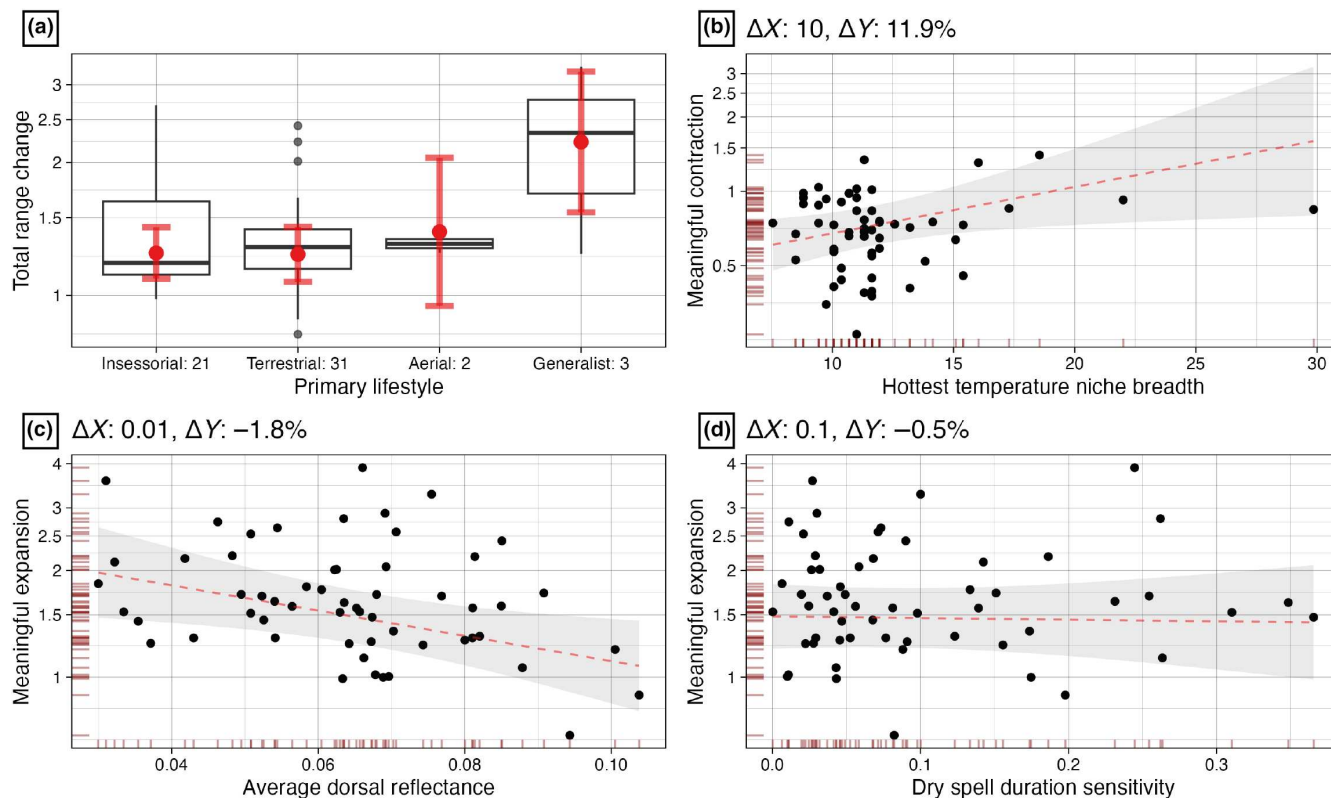 (a)
Total range change
3
2.5
2
1.5
1
Insessorial: 21 Terrestrial: 31 Aerial: 2 Generalist: 3
Primary lifestyle
(b) ΔX: 10, ΔY: 11.9%
Meaningful contraction
3
2.5
2
1.5
1
0.5
10 15 20 25 30
Hottest temperature niche breadth
(c) ΔX: 0.01, ΔY: −1.8%
Meaningful expansion
4
3
2.5
2
1.5
1
0.04 0.06 0.08 0.10
Average dorsal reflectance
(d) ΔX: 0.1, ΔY: −0.5%
Meaningful expansion
4
3
2.5
2
1.5
1
0.0 0.1 0.2 0.3
Dry spell duration sensitivity